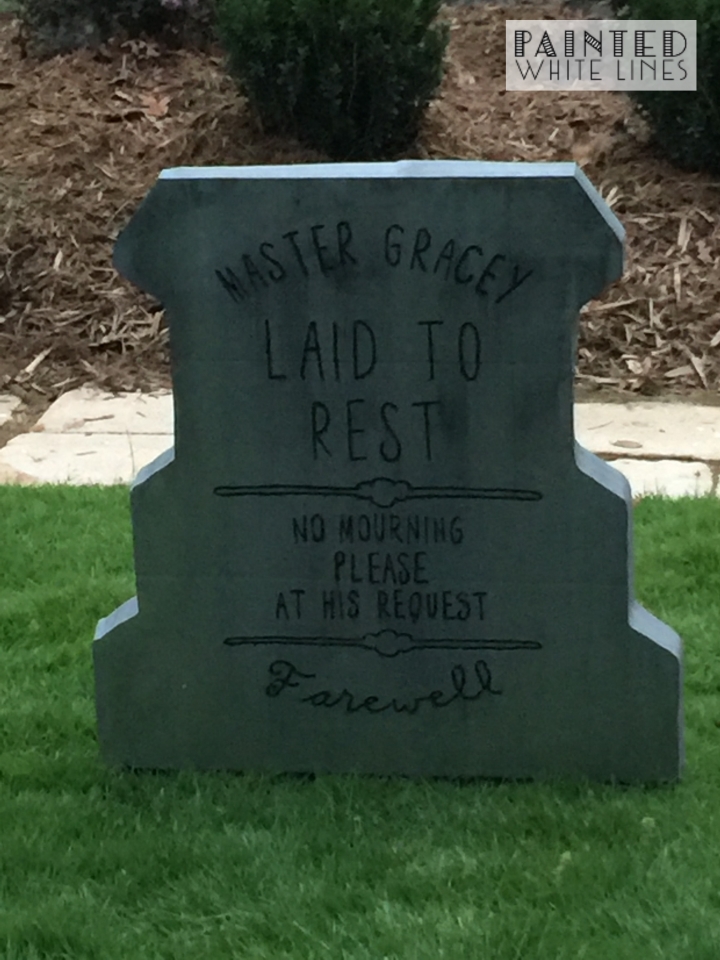 PAINTED
WHITE LINES
MASTER GRACEY
LAID TO
REST
NO MOURNING
PLEASE
AT HIS REQUEST
Farewell